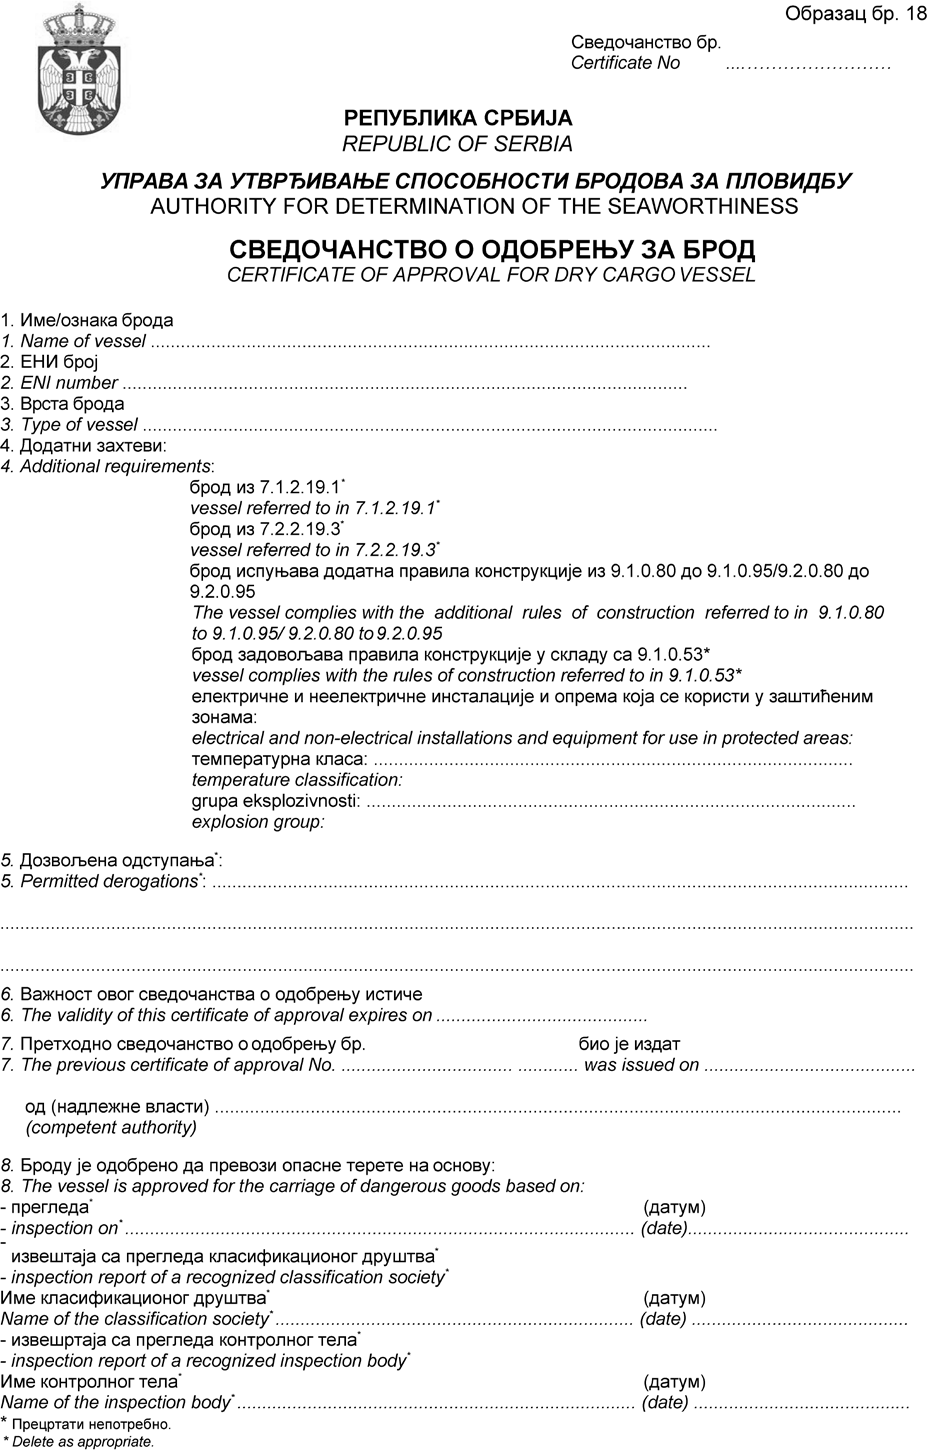 Образац бр. 18
Сведочанство бр.
Certificate No ....……………………
РЕПУБЛИКА СРБИЈА
REPUBLIC OF SERBIA
УПРАВА ЗА УТВРЂИВАЊЕ СПОСОБНОСТИ БРОДОВА ЗА ПЛОВИДБУ
AUTHORITY FOR DETERMINATION OF THE SEAWORTHINESS
СВЕДОЧАНСТВО О ОДОБРЕЊУ ЗА БРОД
CERTIFICATE OF APPROVAL FOR DRY CARGO VESSEL
1. Име/ознака брода
1. Name of vessel ................................................................................................................
2. ЕНИ број
2. ENI number .................................................................................................................
3. Врста брода
3. Type of vessel ...................................................................................................................
4. Додатни захтеви:
4. Additional requirements:
брод из 7.1.2.19.1*
vessel referred to in 7.1.2.19.1*
брод из 7.2.2.19.3*
vessel referred to in 7.2.2.19.3*
брод испуњава додатна правила конструкције из 9.1.0.80 до 9.1.0.95/9.2.0.80 до
9.2.0.95
The vessel complies with the additional rules of construction referred to in 9.1.0.80
to 9.1.0.95/ 9.2.0.80 to 9.2.0.95
брод задовољава правила конструкције у складу са 9.1.0.53*
vessel complies with the rules of construction referred to in 9.1.0.53*
електричне и неелектричне инсталације и опрема која се користи у заштићеним
зонама:
electrical and non-electrical installations and equipment for use in protected areas:
температурна класа: ................................................................................................
temperature classification:
grupa eksplozivnosti: ..................................................................................................
explosion group:
5. Дозвољена одступања*:
5. Permitted derogations*: ...........................................................................................................................................
.......................................................................................................................................................................................
.......................................................................................................................................................................................
6. Важност овог сведочанства о одобрењу истиче
6. The validity of this certificate of approval expires on ..........................................
7. Претходно сведочанство о одобрењу бр. био је издат
7. The previous certificate of approval No. .................................. ............ was issued on ..........................................
од (надлежне власти) .........................................................................................................................................
(competent authority)
8. Броду је одобрено да превози опасне терете на основу:
8. The vessel is approved for the carriage of dangerous goods based on:
- прегледа* (датум)
- inspection on* ...................................................................................................... (date)............................................
- извештаја са прегледа класификационог друштва*
- inspection report of a recognized classification society*
Име класификационог друштва* (датум)
Name of the classification society* ....................................................................... (date) ...........................................
- извешртаја са прегледа контролног тела*
- inspection report of a recognized inspection body*
Име контролног тела* (датум)
Name of the inspection body* ............................................................................... (date) ...........................................
* Прецртати непотребно.
* Delete as appropriate.